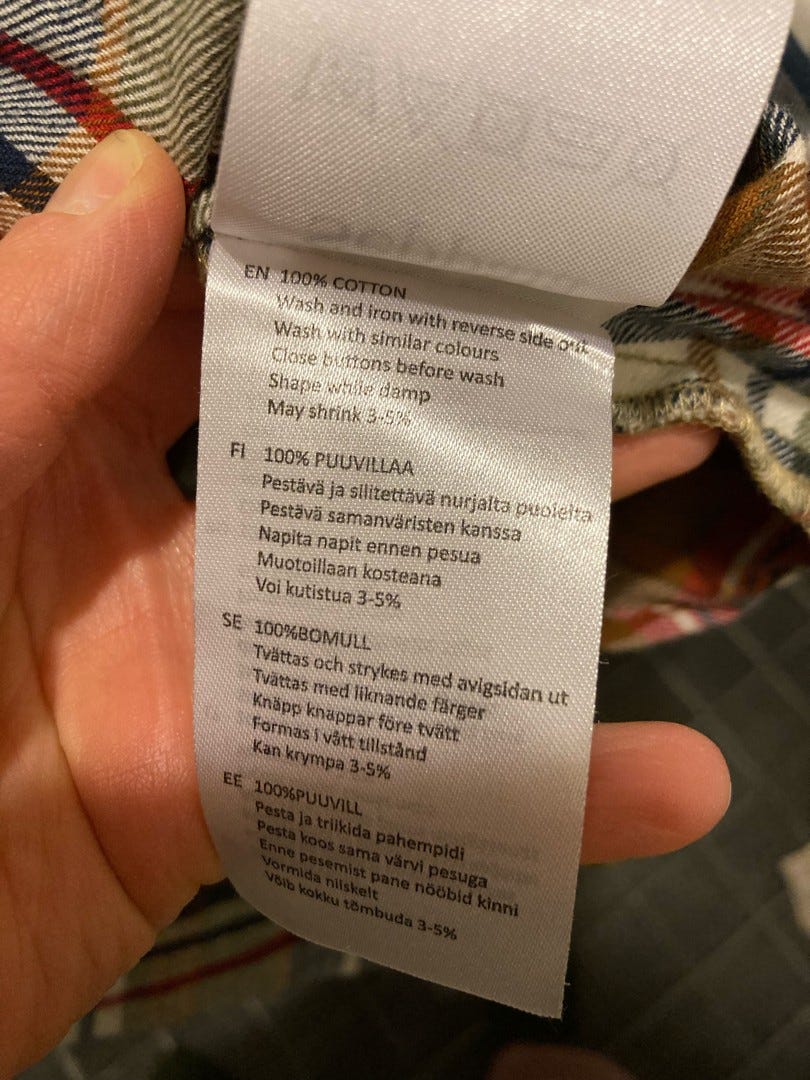 EN 100% COTTON
Wash and iron with reverse side out
Wash with similar colours
Close buttons before wash
Shape while damp
May shrink 3-5%
FI 100% PUUVILLAA
Pestävä ja silitettävä nurjalta puolelta
Pestävä samanväristen kanssa
Napita napit ennen pesua
Muotoillaan kosteana
Voi kutistua 3-5%
SE 100%BOMULL
Tvättas och strykes med avigsidan ut
Tvättas med liknande färger
Knäpp knappar före tvätt
Formas i vått tillstånd
Kan krympa 3-5%
EE 100%PUUVILL
Pesta ja triikida pahempidi
Pesta koos sama värvi pesuga
Enne pesemist pane nööbid kinni
Vormida niiskelt
Võib kokku tõmbuda 3-5%